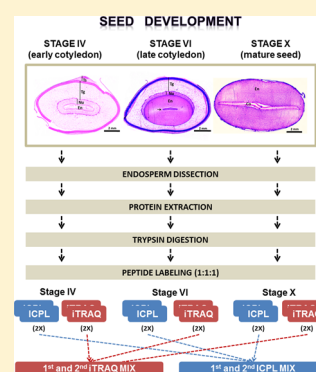 SEED DEVELOPMENT
STAGE IV STAGE VI STAGE X
(early cotyledon) (late cotyledon) (mature seed)
ENDOSPERM DISSECTION
PROTEIN EXTRACTION
TRYPSIN DIGESTION
PEPTIDE LABELING (1:1:1)
Stage IV Stage VI Stage X
ICPL iTRAQ ICPL iTRAQ ICPL iTRAQ
(2X) (2X) (2X) (2X) (2X) (2X)
1st and 2nd iTRAQ MIX 1st and 2nd ICPL MIX